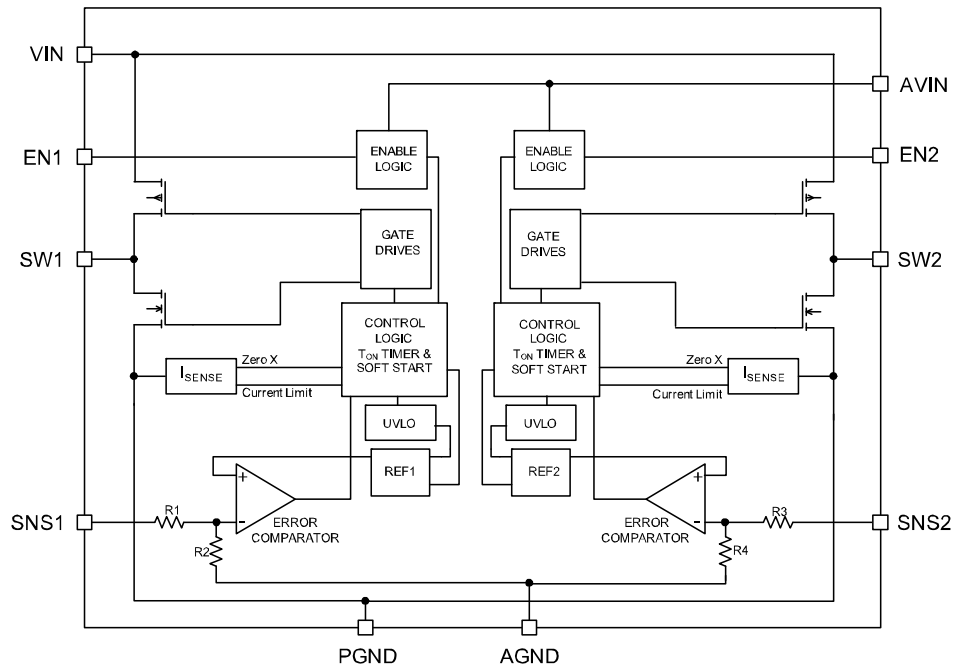 VIN
AVIN
EN1
ENABLE
LOGIC
ENABLE
LOGIC
EN2
GATE
DRIVES
GATE
DRIVES
SW1
SW2
CONTROL
LOGIC
TON TIMER &
SOFT START
CONTROL
LOGIC
TON TIMER &
SOFT START
ISENSE
Zero X
Current Limit
Zero X
Current Limit
ISENSE
UVLO
UVLO
REF1
REF2
+
-
ERROR
COMPARATOR
+
-
ERROR
COMPARATOR
SNS1
R1
R2
R3
R4
SNS2
PGND
AGND